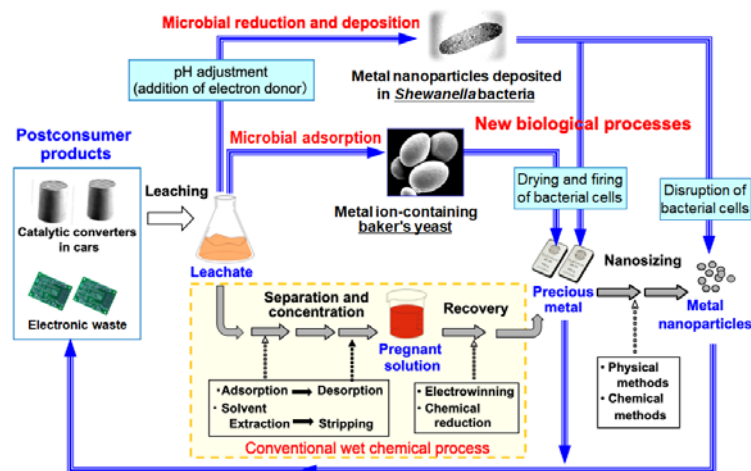 Microbial reduction and deposition
pH adjustment
(addition of electron donor)
Metal nanoparticles deposited
in Shewanella bacteria
Postconsumer
products
Microbial adsorption
New biological processes
Leaching
Catalytic converters
in cars
Electronic waste
Leachate
Metal ion-containing
baker's yeast
Drying and firing
of bacterial cells
Disruption of
bacterial cells
Separation and
concentration
Pregnant
solution
Recovery
Precious
metal
Nanosizing
Metal
nanoparticles
•Adsorption
Desorption
• Solvent
Extraction
Stripping
• Electrowinning
• Chemical
reduction
• Physical
methods
• Chemical
methods
Conventional wet chemical process